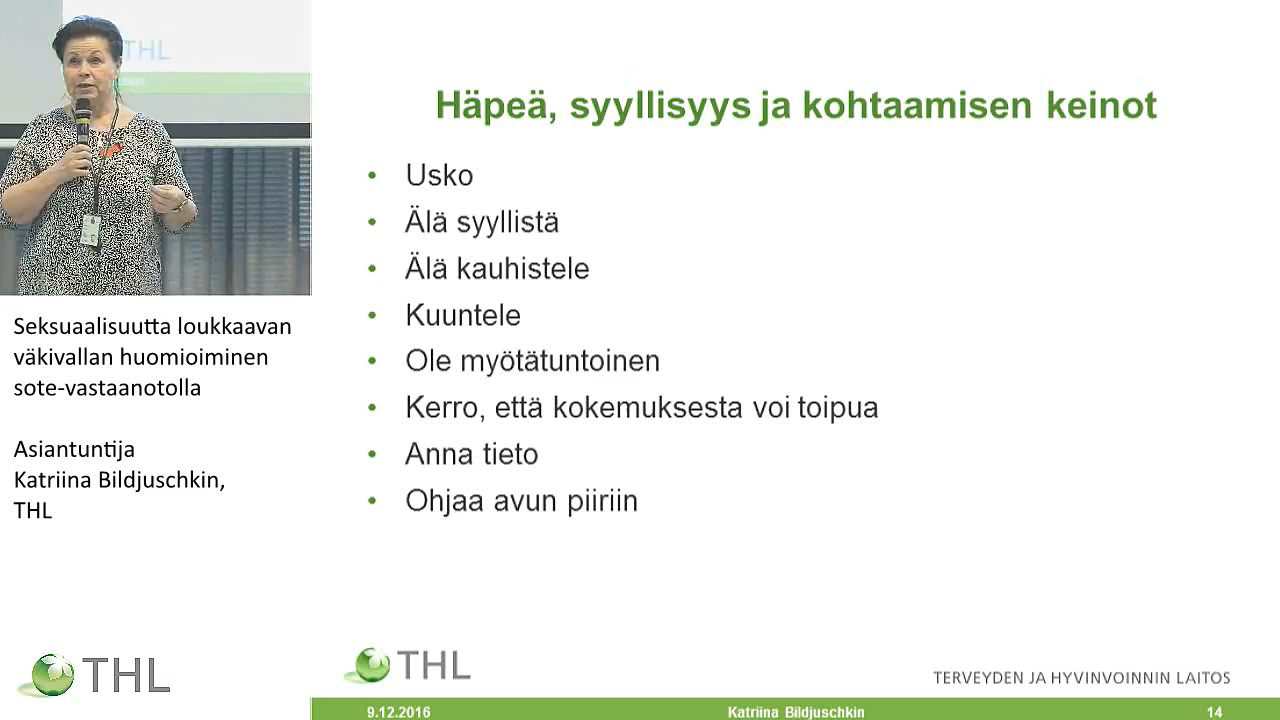 THL
Häpeä, syyllisyys ja kohtaamisen keinot
• Usko
• Älä syyllistä
• Älä kauhistele
• Kuuntele
• Ole myötätuntoinen
• Kerro, että kokemuksesta voi toipua
• Anna tieto
• Ohjaa avun piiriin
Seksuaalisuutta loukkaavan
väkivallan huomioiminen
sote-vastaanotolla
Asiantuntija
Katriina Bildjuschkin,
THL
THL
THL
TERVEYDEN JA HYVINVOINNIN LAITOS
9.12.2016 Katriina Bildjuschkin 14